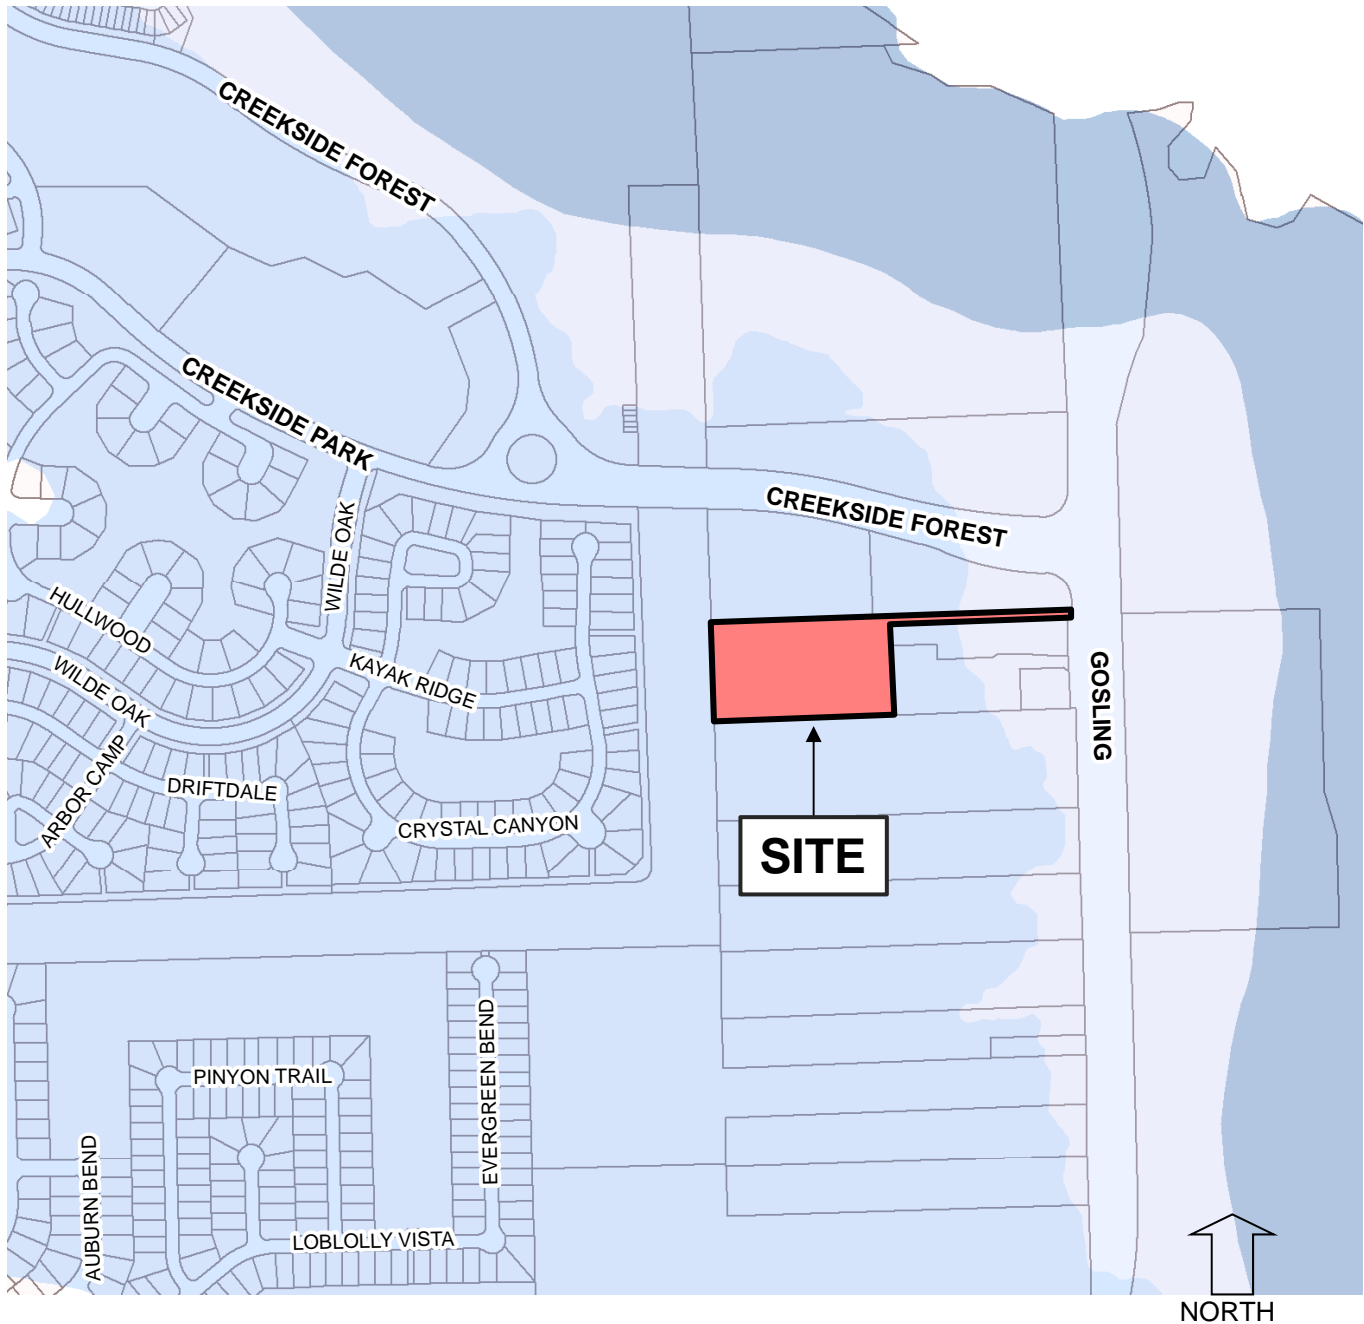 CREEKSIDE FOREST
CREEKSIDE PARK
CREEKSIDE FOREST
WILDE OAK
HULLWOOD
WILDE OAK
KAYAK RIDGE
GOSLING
ARBOR CAMP
DRIFTDALE
CRYSTAL CANYON
SITE
EVERGREEN BEND
PINYON TRAIL
AUBURN BEND
LOBLOLLY VISTA
NORTH